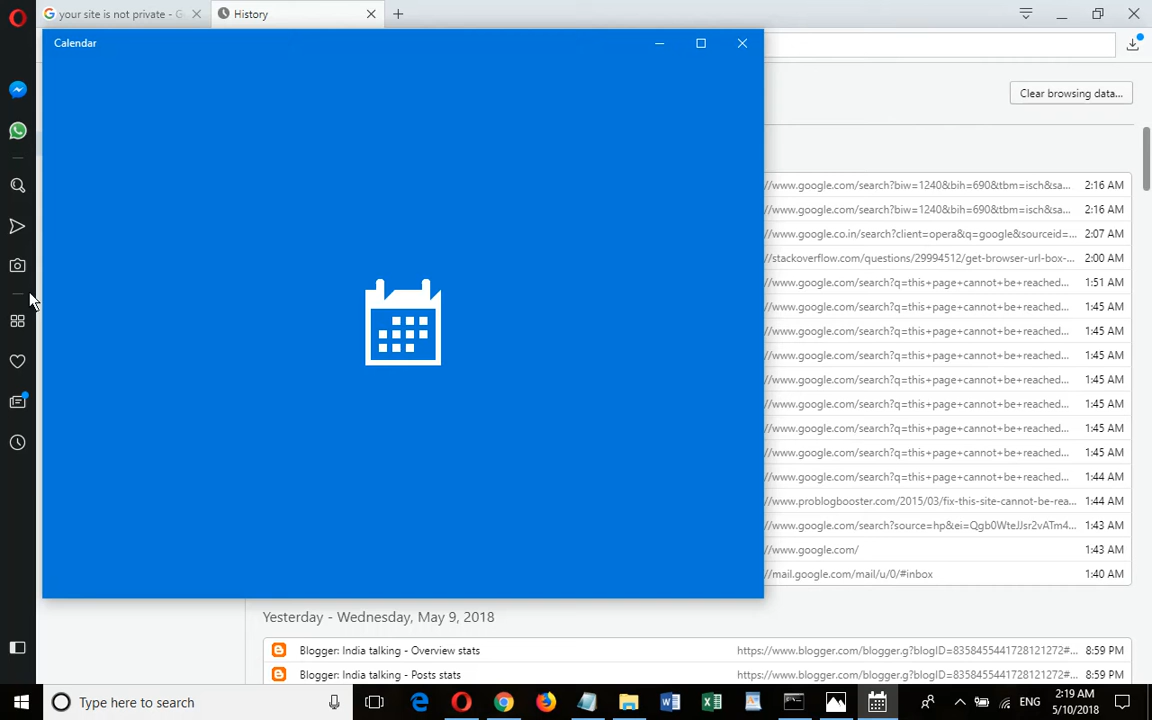 your site is not private - G
History
Calendar
Clear browsing data...
//www.google.com/search?biw=1240&bih=690&tbm=isch&sa... 2:16 AM
//www.google.com/search?biw=1240&bih=690&tbm=isch&sa... 2:16 AM
//www.google.co.in/search?client=opera&q=google&sourceid=... 2:07 AM
//stackoverflow.com/questions/29994512/get-browser-url-box-... 2:00 AM
//www.google.com/search?q=this+page+cannot+be+reached... 1:51 AM
//www.google.com/search?q=this+page+cannot+be+reached... 1:45 AM
//www.google.com/search?q=this+page+cannot+be+reached... 1:45 AM
//www.google.com/search?q=this+page+cannot+be+reached... 1:45 AM
//www.google.com/search?q=this+page+cannot+be+reached... 1:45 AM
//www.google.com/search?q=this+page+cannot+be+reached... 1:45 AM
//www.google.com/search?q=this+page+cannot+be+reached... 1:45 AM
//www.google.com/search?q=this+page+cannot+be+reached... 1:45 AM
//www.google.com/search?q=this+page+cannot+be+reached... 1:44 AM
//www.problogbooster.com/2015/03/fix-this-site-cannot-be-rea... 1:44 AM
//www.google.com/search?source=hp&ei=Qgb0WteJJsr2vATm4... 1:43 AM
//www.google.com/ 1:43 AM
//mail.google.com/mail/u/0/#inbox 1:40 AM
Yesterday - Wednesday, May 9, 2018
Blogger: India talking - Overview stats https://www.blogger.com/blogger.g?blogID=8358455441728121272#... 8:59 PM
Blogger: India talking - Posts stats https://www.blogger.com/blogger.g?blogID=8358455441728121272#... 8:59 PM
Type here to search
ENG
2:19 AM
5/10/2018